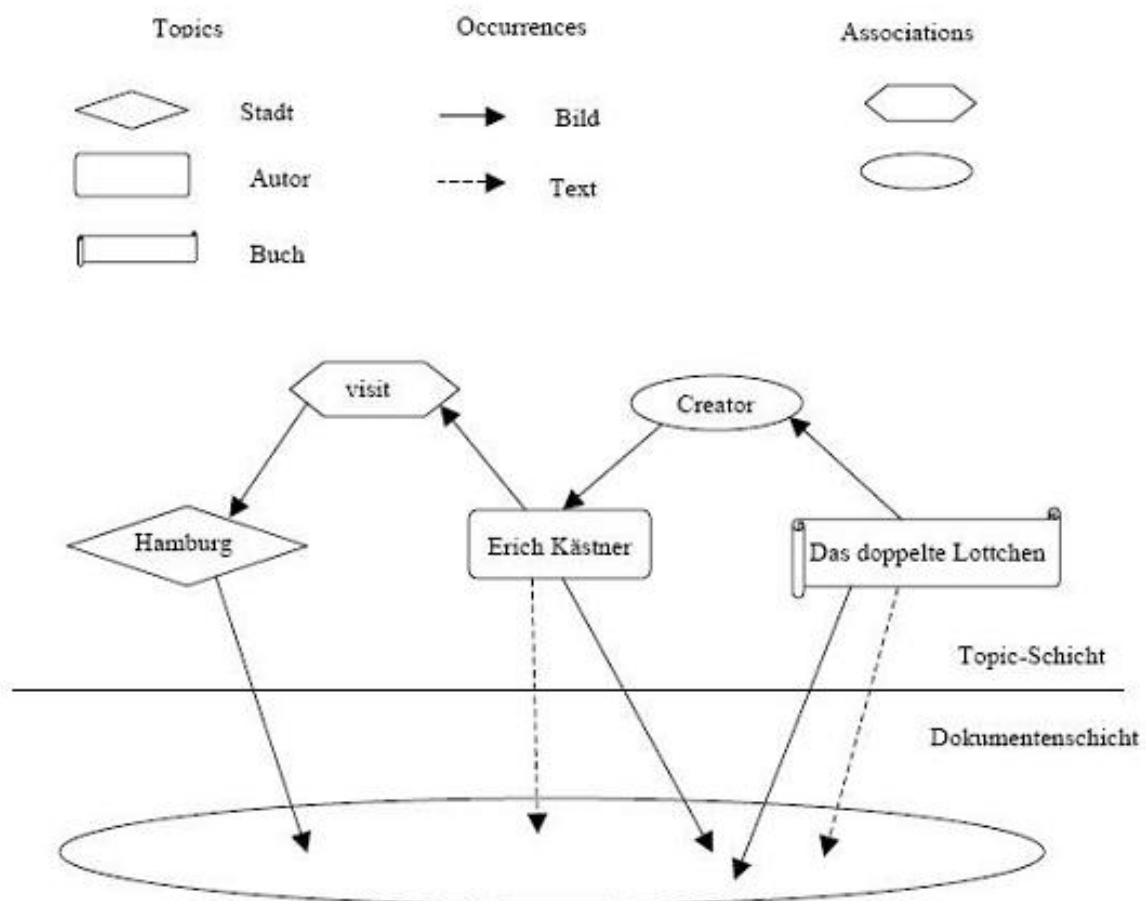 Topics
Occurrences
Associations
Stadt
Bild
Autor
Text
Buch
visit
Creator
Hamburg
Erich Kästner
Das doppelte Lottchen
Topic-Schicht
Dokumentenschicht